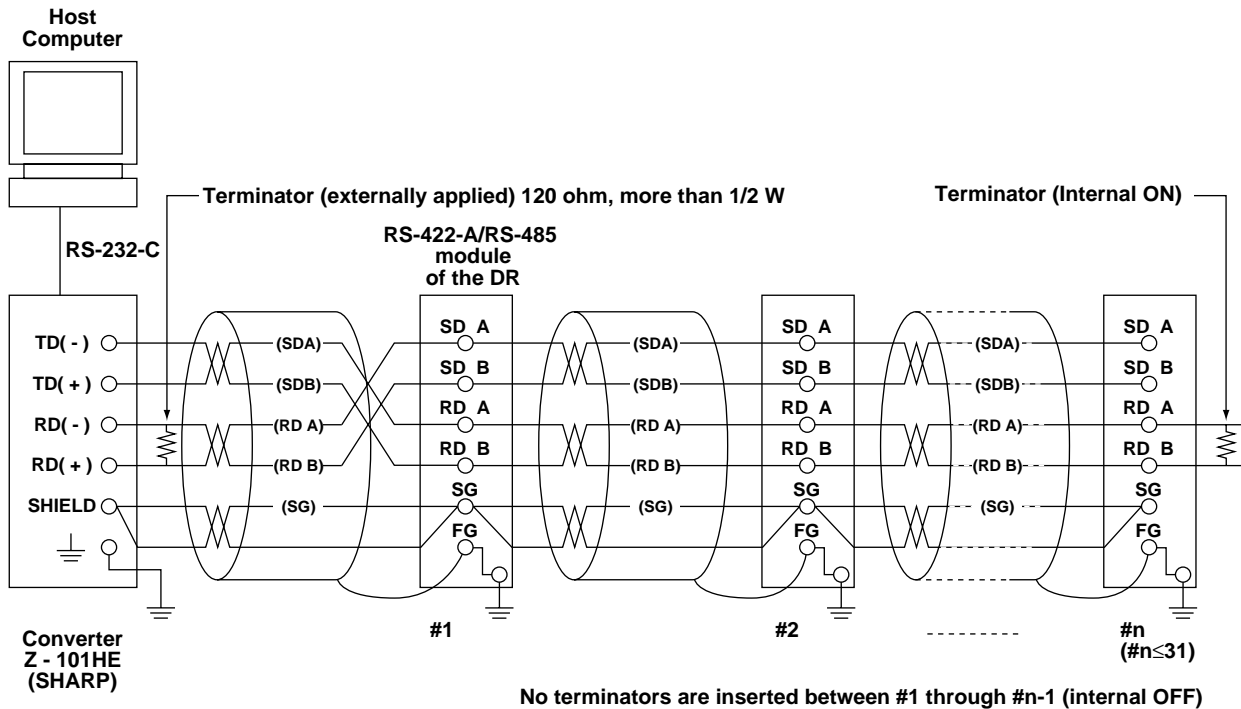 Host
Computer
Terminator (externally applied) 120 ohm, more than 1/2 W
Terminator (Internal ON)
RS-232-C
RS-422-A/RS-485
module
of the DR
TD( - )
TD( + )
RD( - )
RD( + )
SHIELD
(SDA)
(SDB)
(RD A)
(RD B)
(SG)
SD A
SD B
RD A
RD B
SG
FG
(SDA)
(SDB)
(RD A)
(RD B)
(SG)
SD A
SD B
RD A
RD B
SG
FG
(SDA)
(SDB)
(RD A)
(RD B)
(SG)
SD A
SD B
RD A
RD B
SG
FG
Converter
Z - 101HE
(SHARP)
#1
#2
#n
(#n≤31)
No terminators are inserted between #1 through #n-1 (internal OFF)